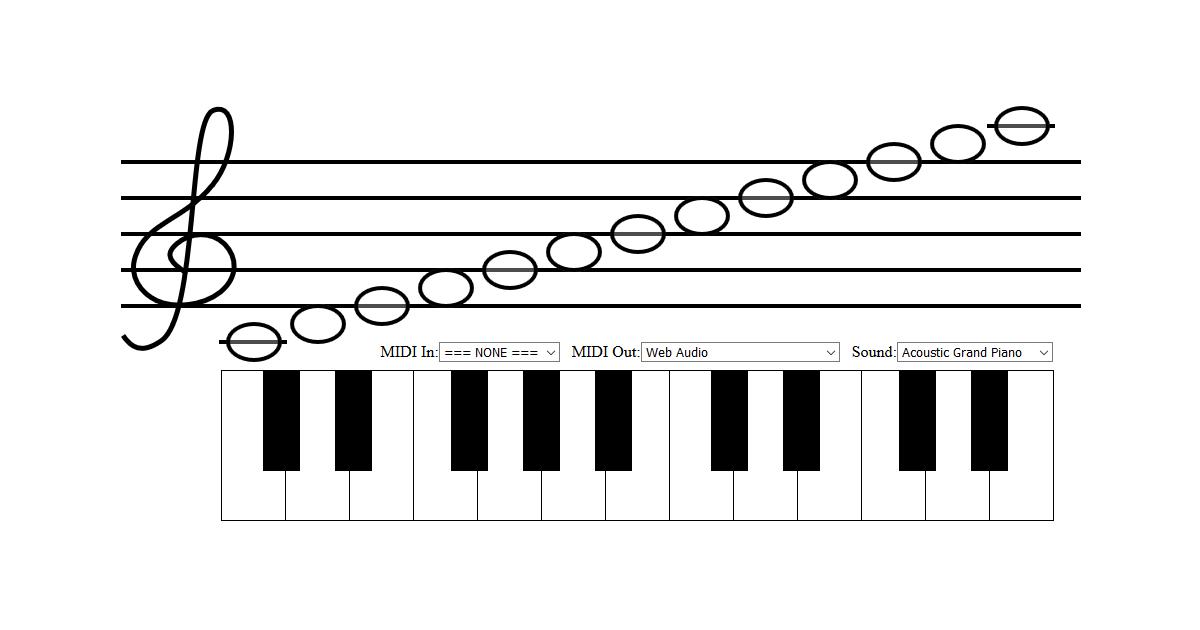 MIDI In: === NONE === MIDI Out: Web Audio Sound: Acoustic Grand Piano